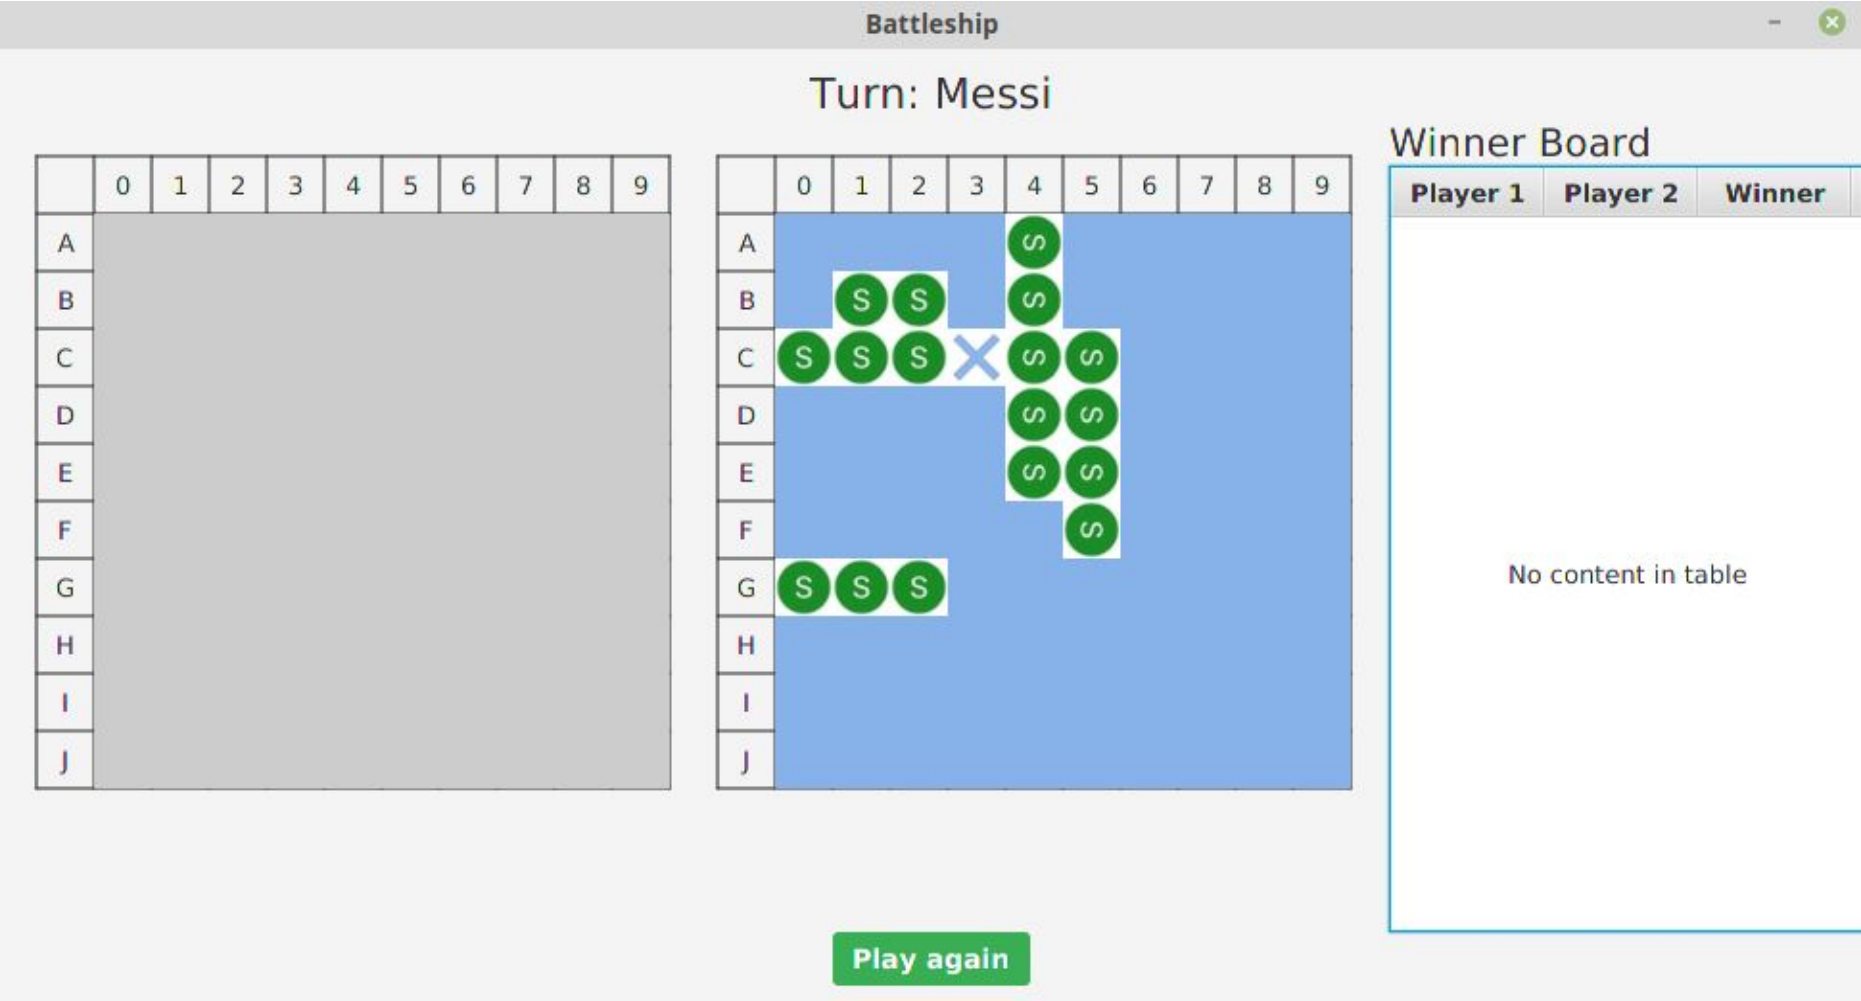 Battleship
Turn: Messi
Winner Board
0 1 2 3 4 5 6 7 8 9
0 1 2 3 4 5 6 7 8 9
Player 1 Player 2 Winner
A
B
C
D
E
F
G
H
I
J
A S
B S S S
C S S S S S
D S S
E S S
F S
G S S S
H
I
J
No content in table
Play again